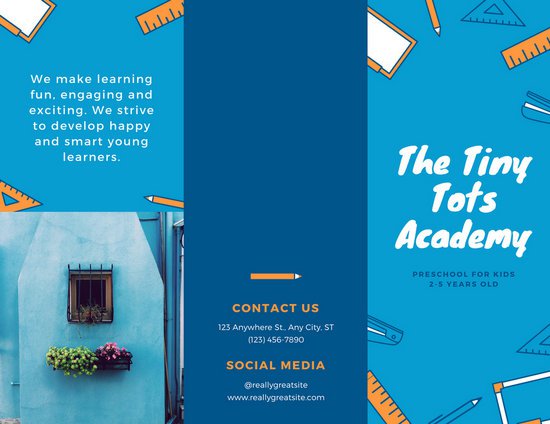 We make learning
fun, engaging and
exciting. We strive
to develop happy
and smart young
learners.
CONTACT US
123 Anywhere St., Any City, ST
(123) 456-7890
SOCIAL MEDIA
@reallygreatsite
www.reallygreatsite.com
The Tiny
Tots
Academy
PRESCHOOL FOR KIDS
2-5 YEARS OLD